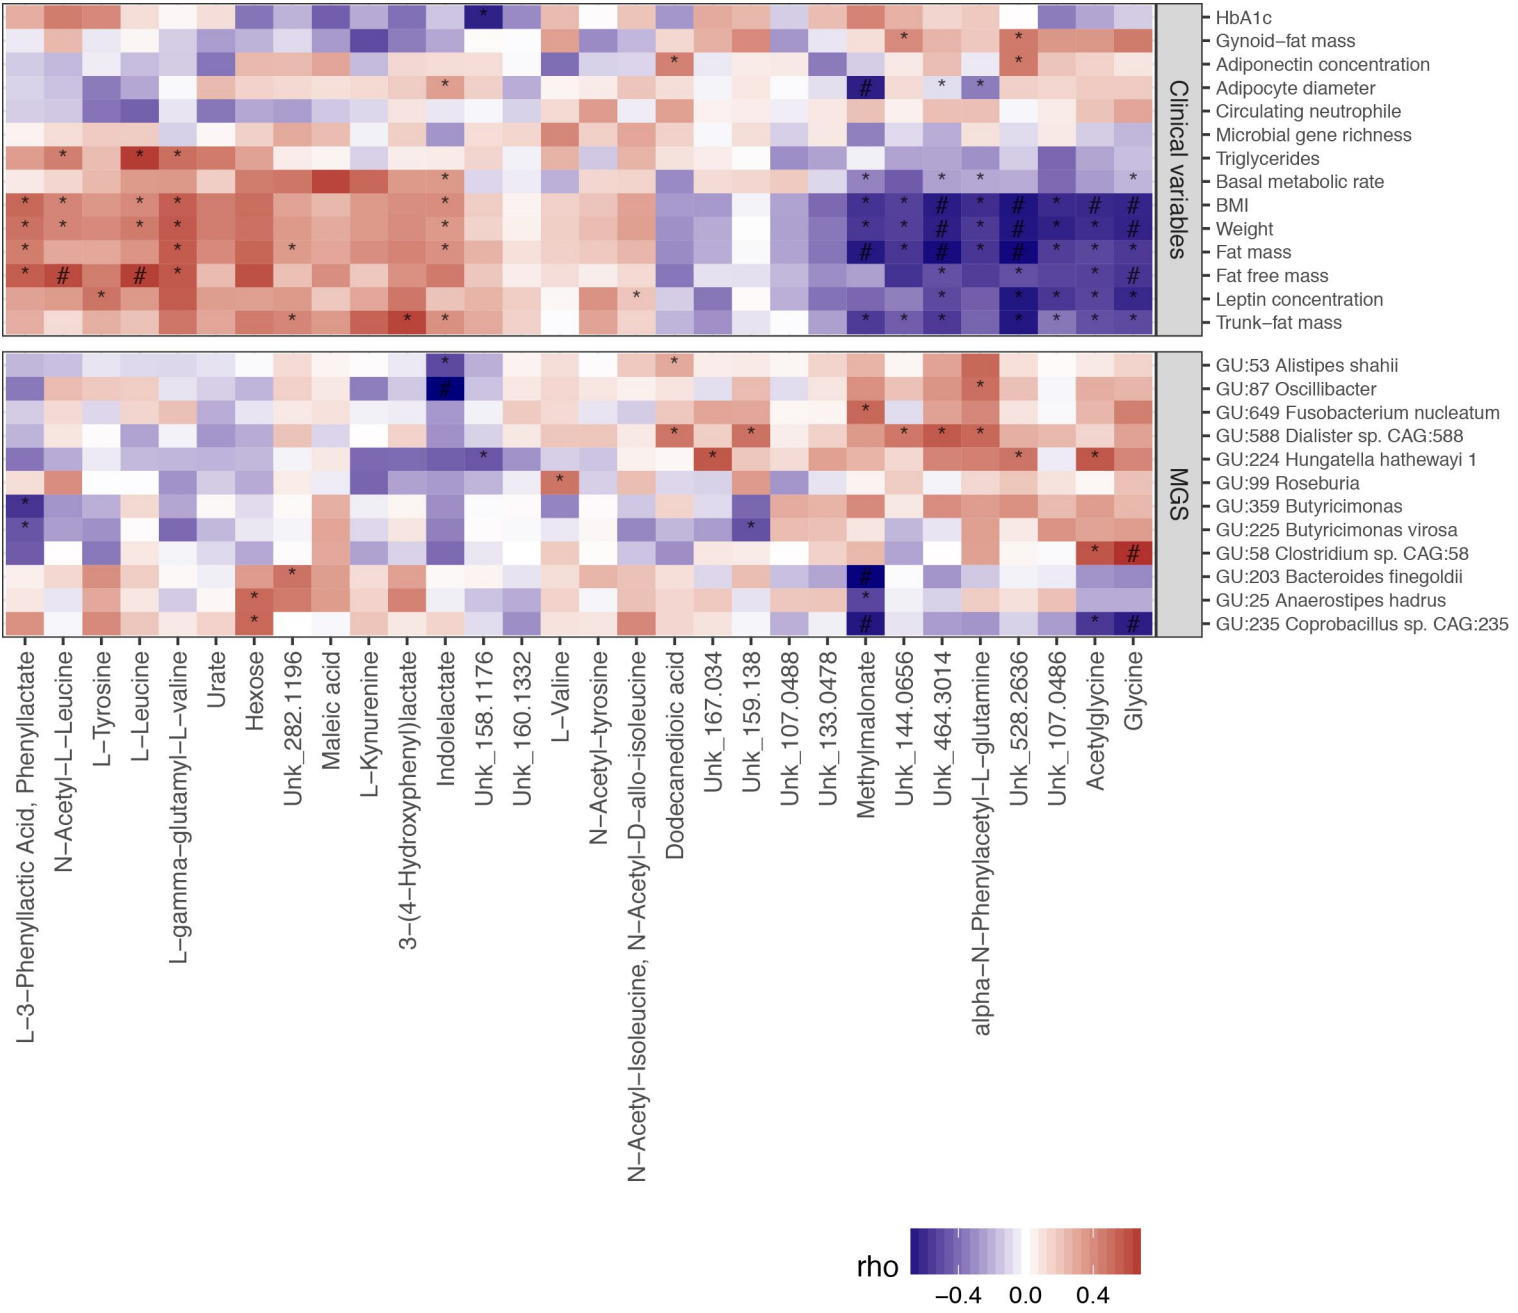 HbA1c
Gynoid−fat mass
Adiponectin concentration
Adipocyte diameter
Circulating neutrophile
Microbial gene richness
Triglycerides
Basal metabolic rate
BMI
Weight
Fat mass
Fat free mass
Leptin concentration
Trunk−fat mass
Clinical variables
GU:53 Alistipes shahii
GU:87 Oscillibacter
GU:649 Fusobacterium nucleatum
GU:588 Dialister sp. CAG:588
GU:224 Hungatella hathewayi 1
GU:99 Roseburia
GU:359 Butyricimonas
GU:225 Butyricimonas virosa
GU:58 Clostridium sp. CAG:58
GU:203 Bacteroides finegoldii
GU:25 Anaerostipes hadrus
GU:235 Coprobacillus sp. CAG:235
MGS
L−3−Phenyllactic Acid, Phenyllactate
N−Acetyl−L−Leucine
L−Tyrosine
L−Leucine
L−gamma−glutamyl−L−valine
Urate
Hexose
Unk_282.1196
Maleic acid
L−Kynurenine
3−(4−Hydroxyphenyl)lactate
Indolelactate
Unk_158.1176
Unk_160.1332
L−Valine
N−Acetyl−tyrosine
N−Acetyl−Isoleucine, N−Acetyl−D−allo−isoleucine
Dodecanedioic acid
Unk_167.034
Unk_159.138
Unk_107.0488
Unk_133.0478
Methylmalonate
Unk_144.0656
Unk_464.3014
alpha−N−Phenylacetyl−L−glutamine
Unk_528.2636
Unk_107.0486
Acetylglycine
Glycine
rho
−0.4 0.0 0.4